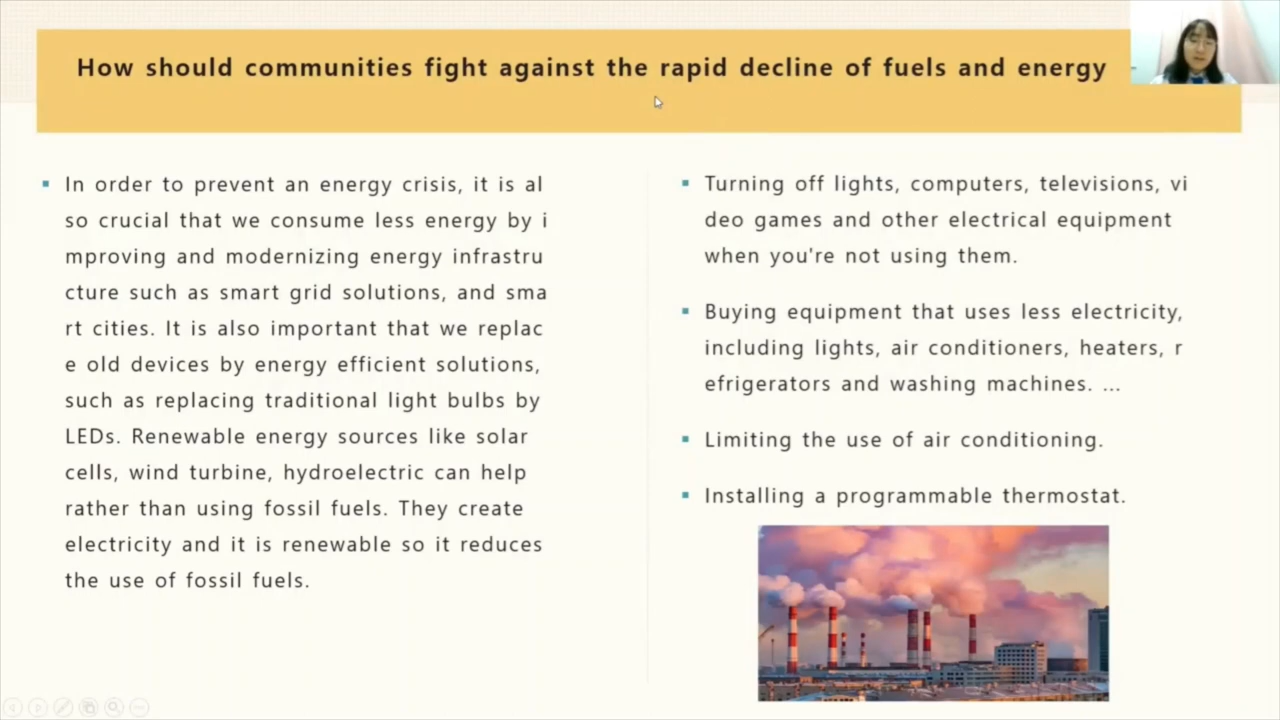 How should communities fight against the rapid decline of fuels and energy
In order to prevent an energy crisis, it is al
so crucial that we consume less energy by i
mproving and modernizing energy infrastru
cture such as smart grid solutions, and sma
rt cities. It is also important that we replac
e old devices by energy efficient solutions,
such as replacing traditional light bulbs by
LEDs. Renewable energy sources like solar
cells, wind turbine, hydroelectric can help
rather than using fossil fuels. They create
electricity and it is renewable so it reduces
the use of fossil fuels.
Turning off lights, computers, televisions, vi
deo games and other electrical equipment
when you're not using them.
Buying equipment that uses less electricity,
including lights, air conditioners, heaters, r
efrigerators and washing machines. ...
Limiting the use of air conditioning.
Installing a programmable thermostat.